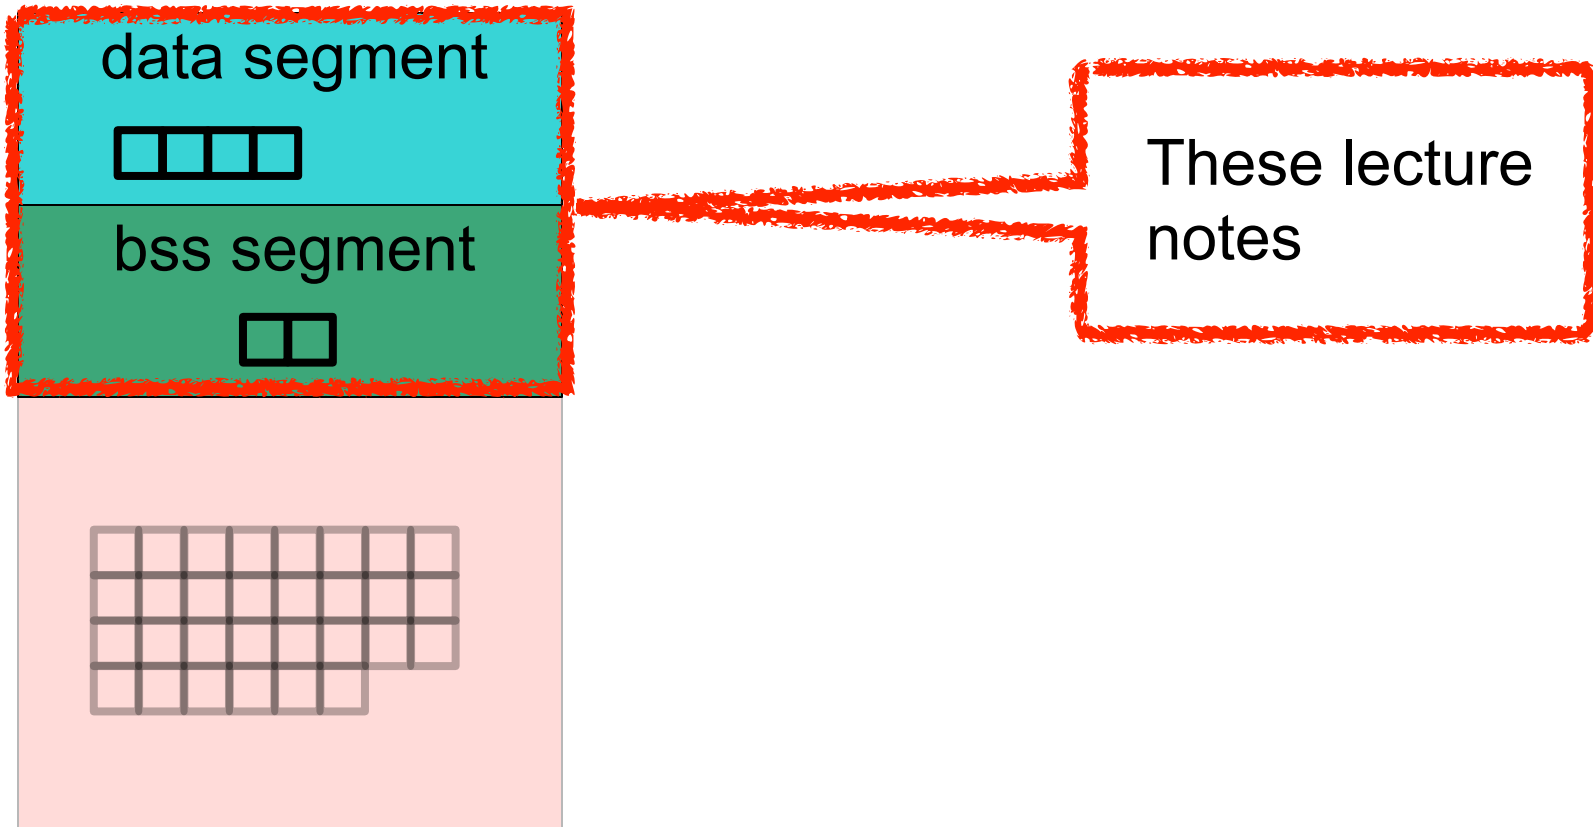 data segment
bss segment
These lecture
notes